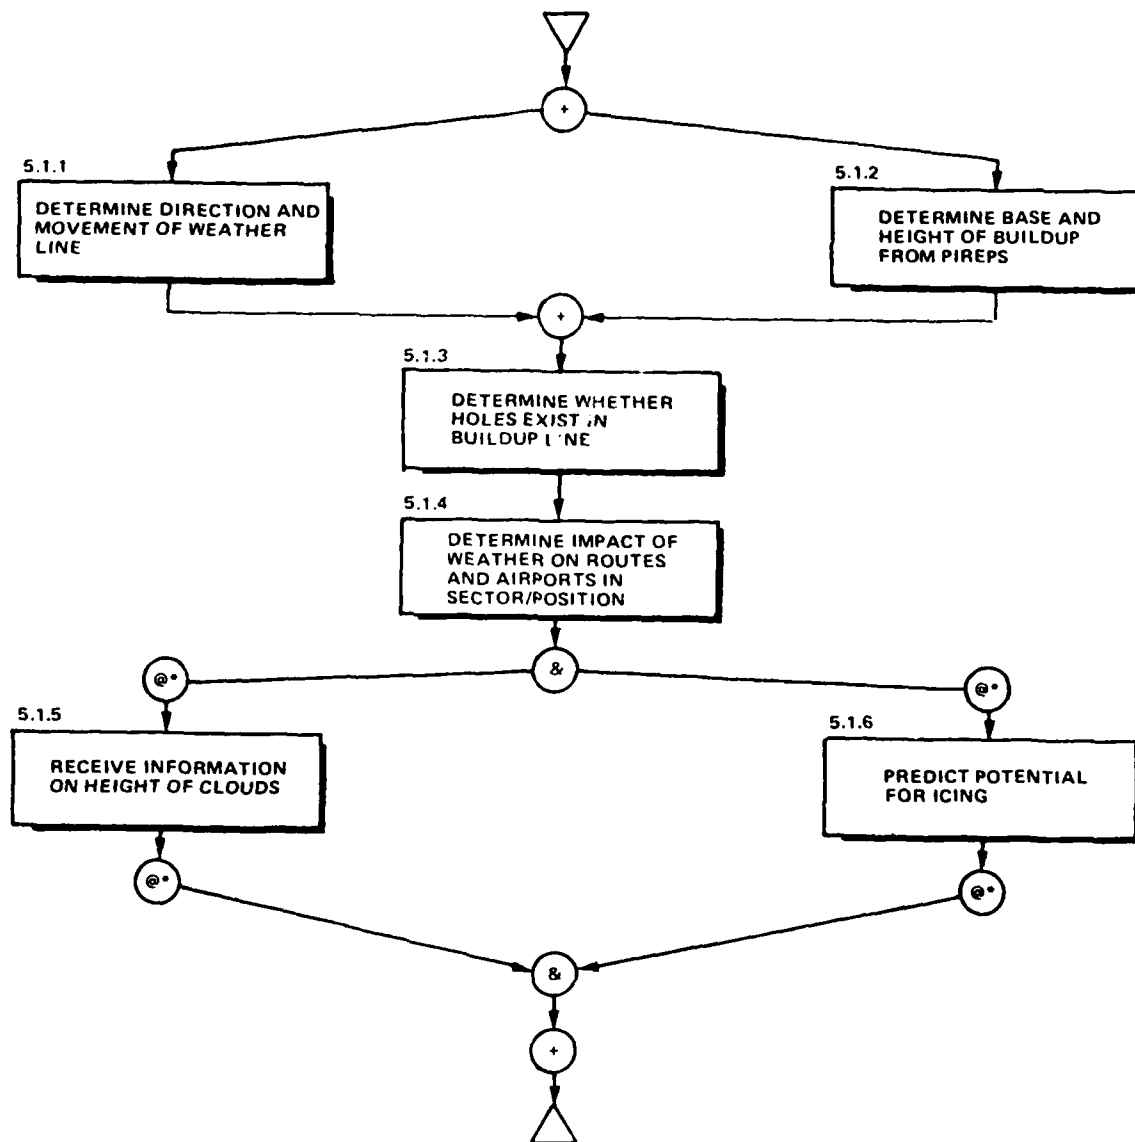 +
5.1.1
DETERMINE DIRECTION AND
MOVEMENT OF WEATHER
LINE
5.1.2
DETERMINE BASE AND
HEIGHT OF BUILDUP
FROM PIREPS
+
5.1.3
DETERMINE WHETHER
HOLES EXIST IN
BUILDUP LINE
5.1.4
DETERMINE IMPACT OF
WEATHER ON ROUTES
AND AIRPORTS IN
SECTOR/POSITION
&
@*
@*
5.1.5
RECEIVE INFORMATION
ON HEIGHT OF CLOUDS
5.1.6
PREDICT POTENTIAL
FOR ICING
@*
@*
&
+